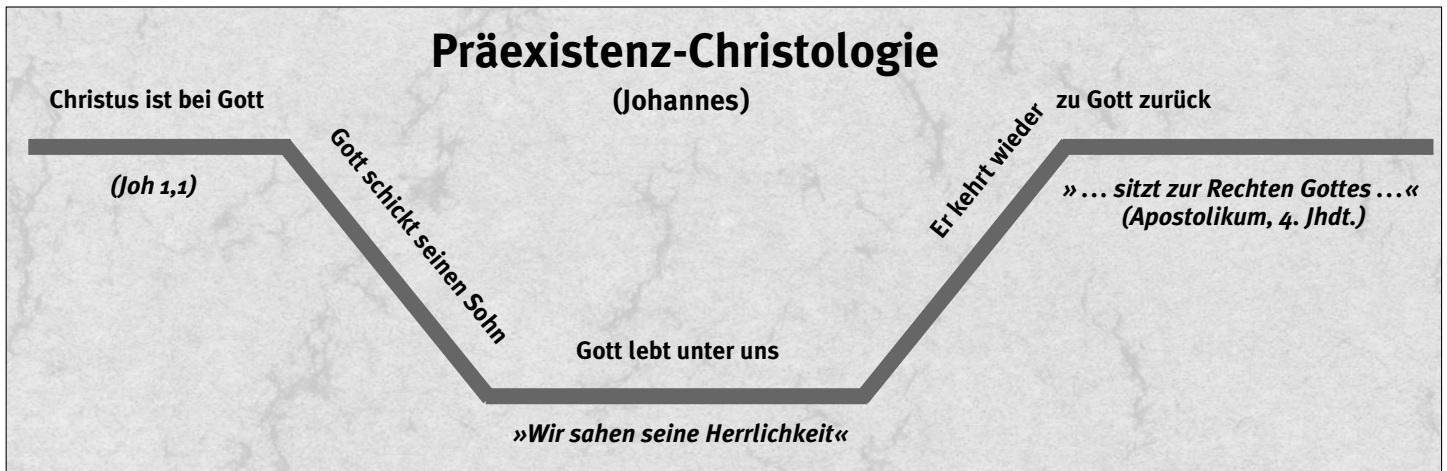 Präexistenz-Christologie
(Johannes)
Christus ist bei Gott
(Joh 1,1)
Gott schickt seinen Sohn
Gott lebt unter uns
»Wir sahen seine Herrlichkeit«
Er kehrt wieder
zu Gott zurück
» … sitzt zur Rechten Gottes …«
(Apostolikum, 4. Jhdt.)